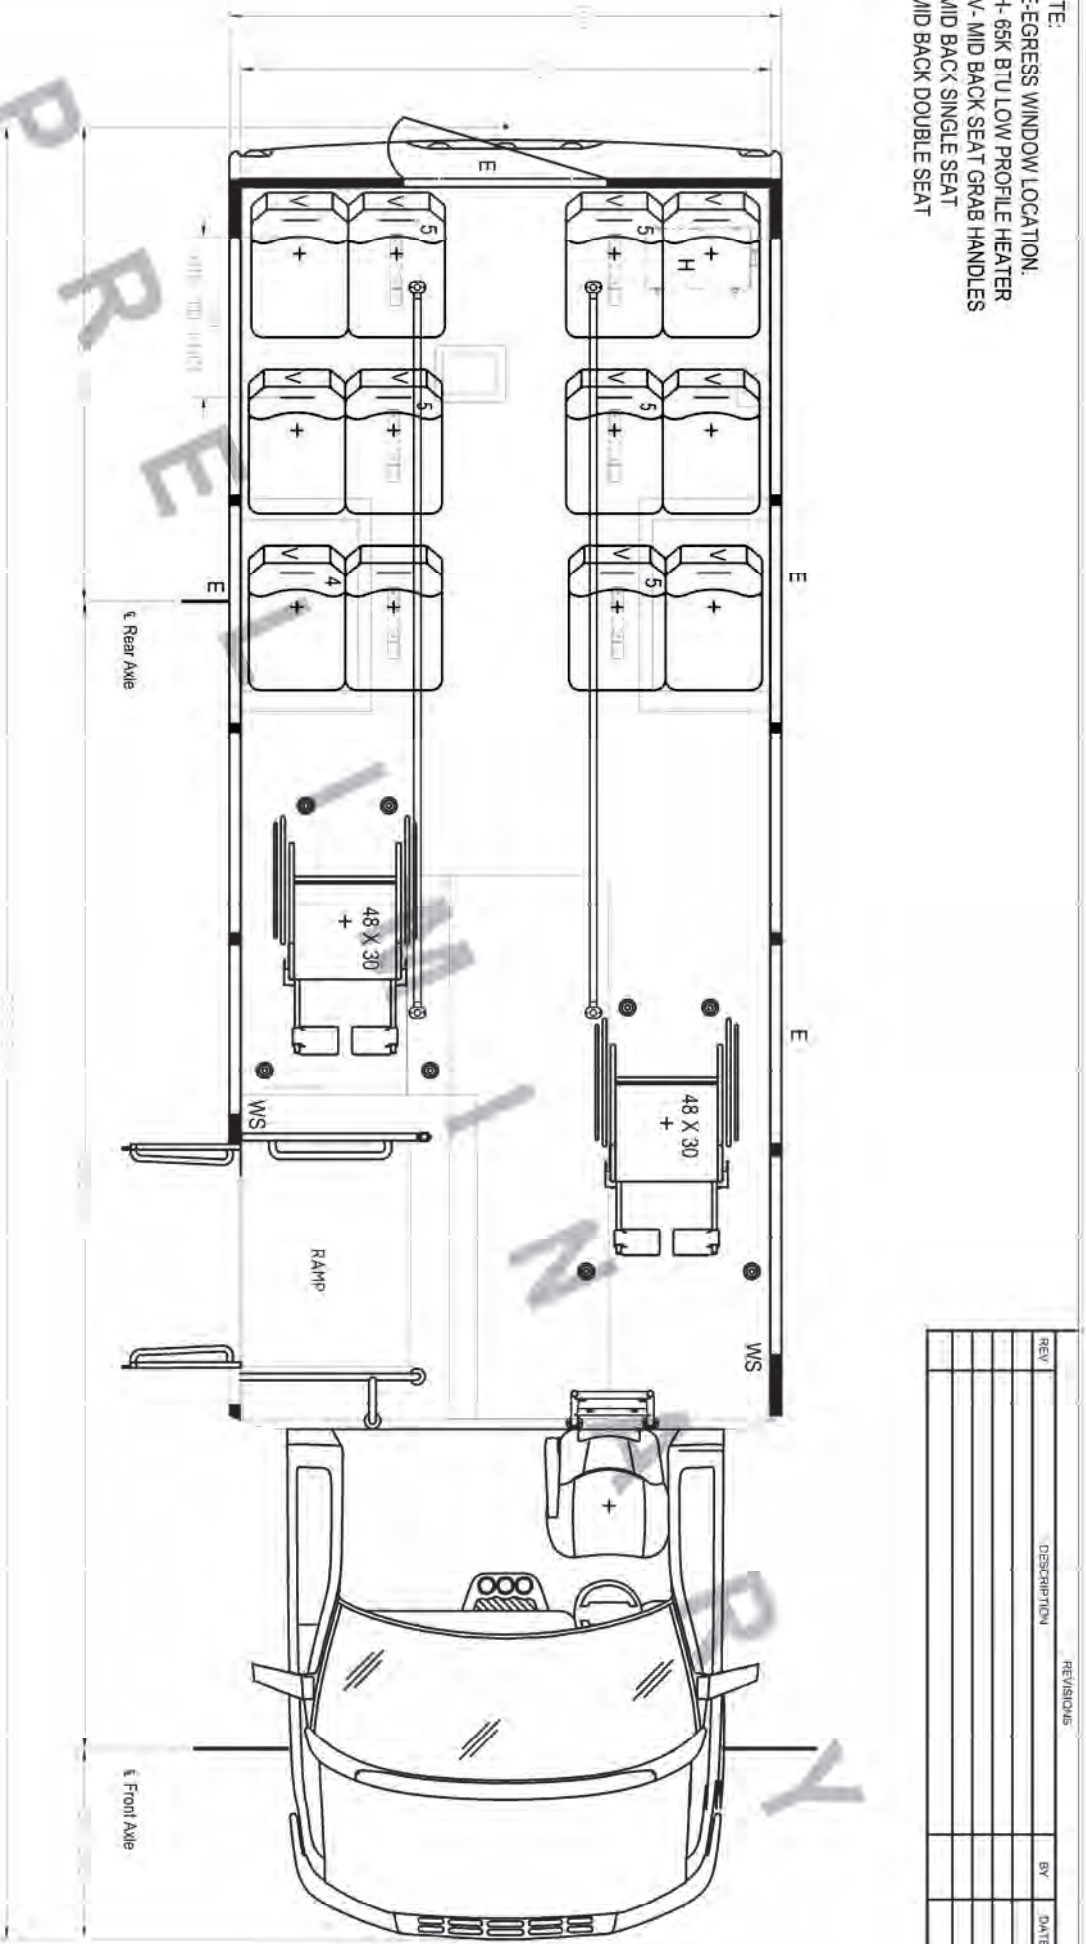 TE:
E-EGRESS WINDOW LOCATION.
H- 65K BTU LOW PROFILE HEATER
V- MID BACK SEAT GRAB HANDLES
MID BACK SINGLE SEAT
MID BACK DOUBLE SEAT
REVISIONS
REV DESCRIPTION BY DATE
E
E
V V V
H
5 5 5
V V V
48 X 30
WS
E
5 5
V V V
4
V V
48 X 30
WS
RAMP
E
℄ Rear Axle
℄ Front Axle
PRELIMINARY